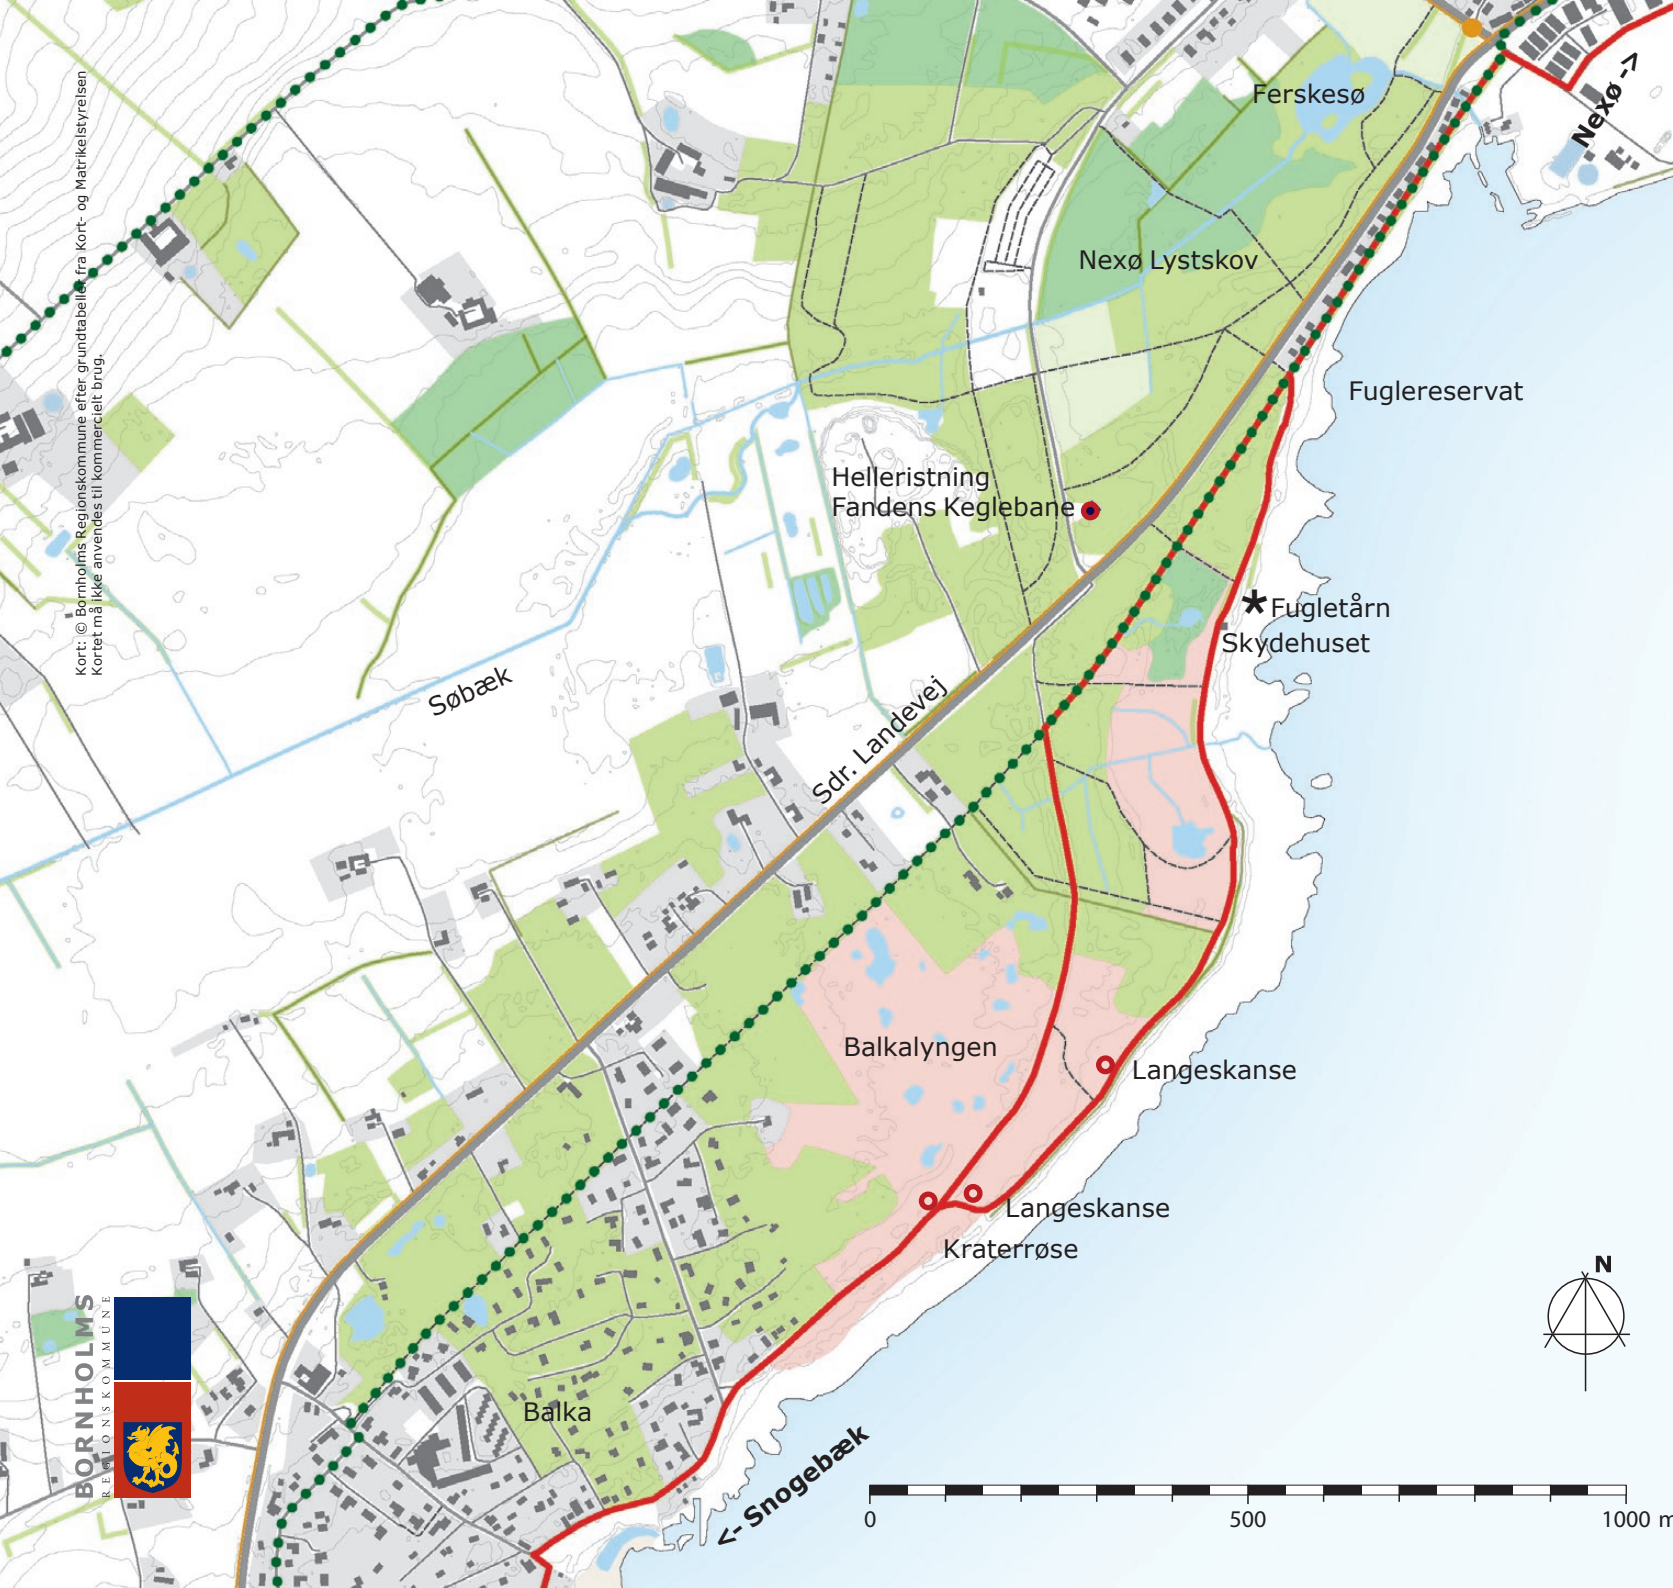 Kort: © Bornholms Regionskommune efter grundtabeller fra Kort- og Matrikelstyrelsen
Kortet må ikke anvendes til kommercielt brug.
Ferskesø
Nexø ->
Nexø Lystskov
Fuglereservat
Helleristning
Fandens Keglebane
Fugletårn
Skydehuset
Søbæk
Sdr. Landevej
Balkalyngen
Langeskanse
Langeskanse
Kraterrøse
N
Balka
BORNHOLMS
REGIONSKOMMUNE
<- Snogebæk
0 500 1000 m